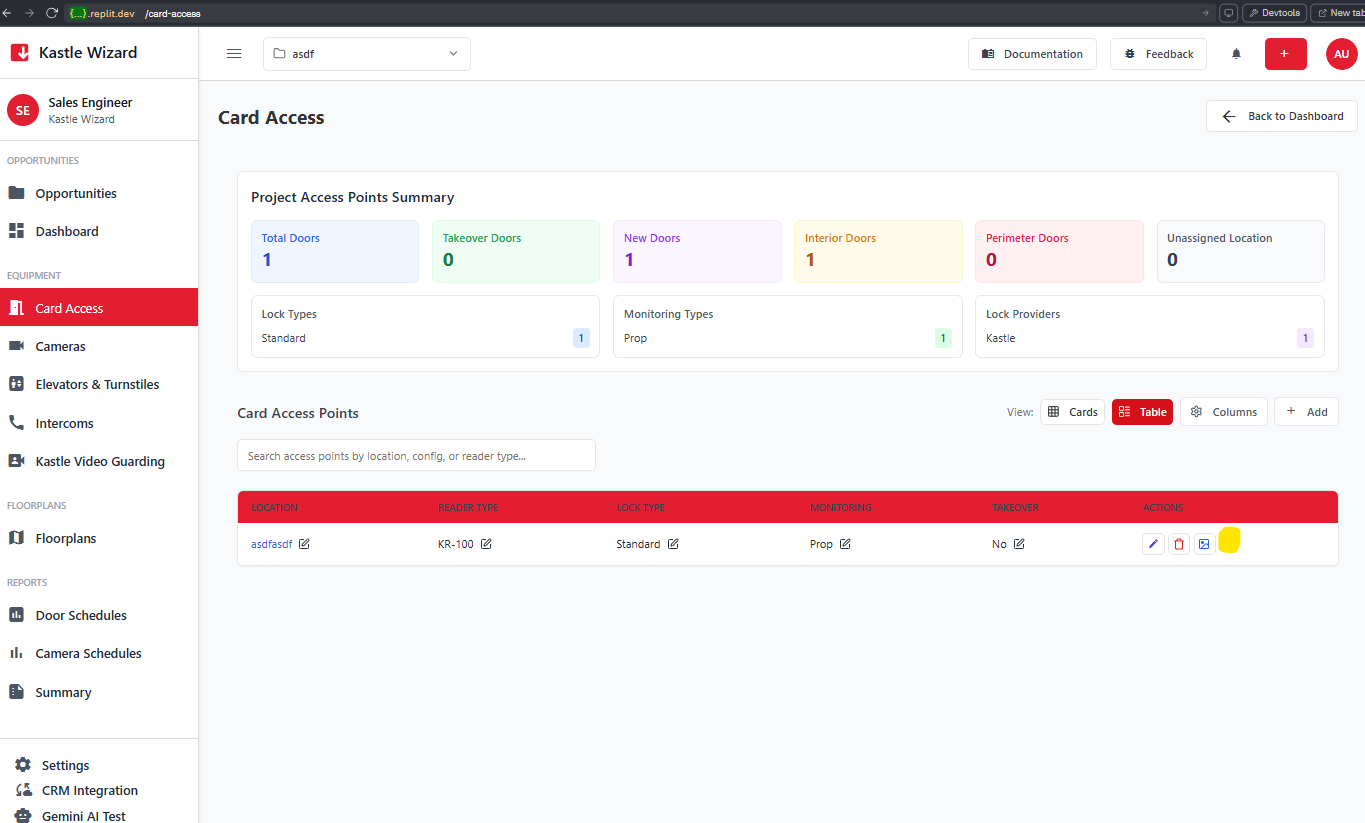 {...}.replit.dev /card-access
Devtools
New tab
Kastle Wizard
asdf
Documentation
Feedback
+
AU
SE
Sales Engineer
Kastle Wizard
Card Access
Back to Dashboard
OPPORTUNITIES
Opportunities
Dashboard
EQUIPMENT
Card Access
Cameras
Elevators & Turnstiles
Intercoms
Kastle Video Guarding
FLOORPLANS
Floorplans
REPORTS
Door Schedules
Camera Schedules
Summary
Settings
CRM Integration
Gemini AI Test
Project Access Points Summary
Total Doors
1
Takeover Doors
0
New Doors
1
Interior Doors
1
Perimeter Doors
0
Unassigned Location
0
Lock Types
Standard 1
Monitoring Types
Prop 1
Lock Providers
Kastle 1
Card Access Points
View: Cards Table Columns + Add
Search access points by location, config, or reader type...
LOCATION READER TYPE LOCK TYPE MONITORING TAKEOVER ACTIONS
asdfasdf KR-100 Standard Prop No